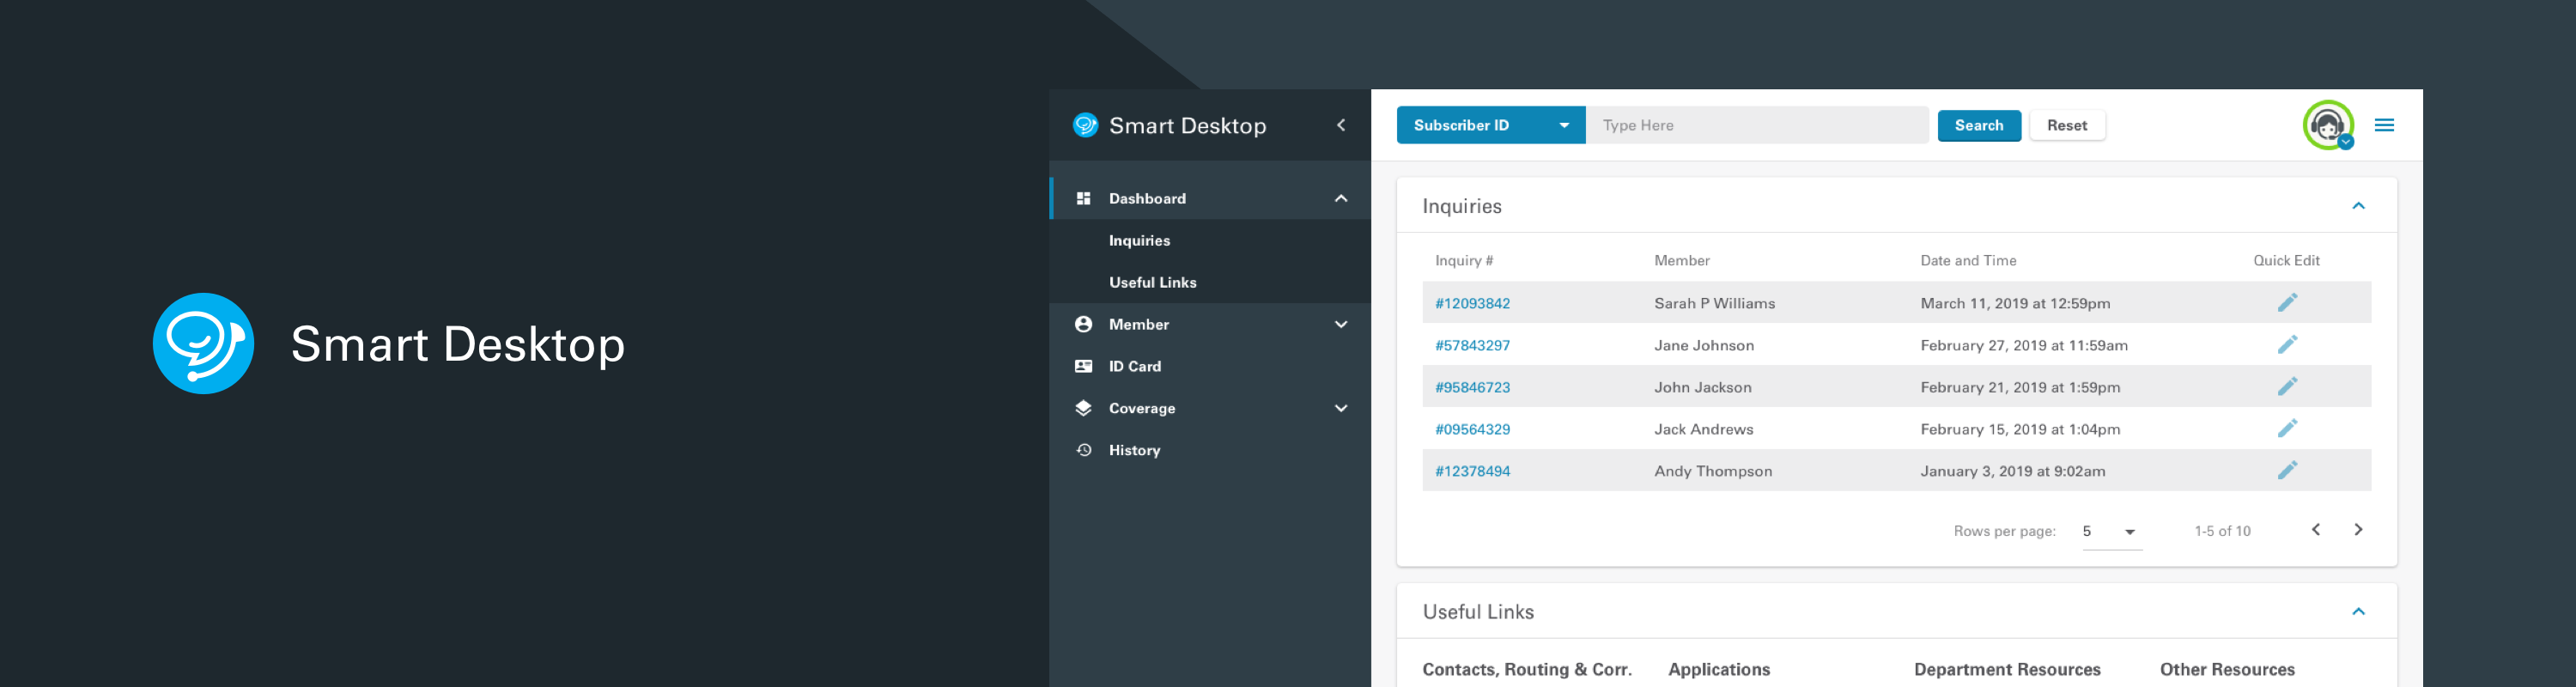 Smart Desktop
Smart Desktop
Dashboard
Inquiries
Useful Links
Member
ID Card
Coverage
History
Subscriber ID
Type Here
Search
Reset
Inquiries
Inquiry # Member Date and Time Quick Edit
#12093842 Sarah P Williams March 11, 2019 at 12:59pm
#57843297 Jane Johnson February 27, 2019 at 11:59am
#95846723 John Jackson February 21, 2019 at 1:59pm
#09564329 Jack Andrews February 15, 2019 at 1:04pm
#12378494 Andy Thompson January 3, 2019 at 9:02am
Rows per page: 5 1-5 of 10
Useful Links
Contacts, Routing & Corr. Applications Department Resources Other Resources